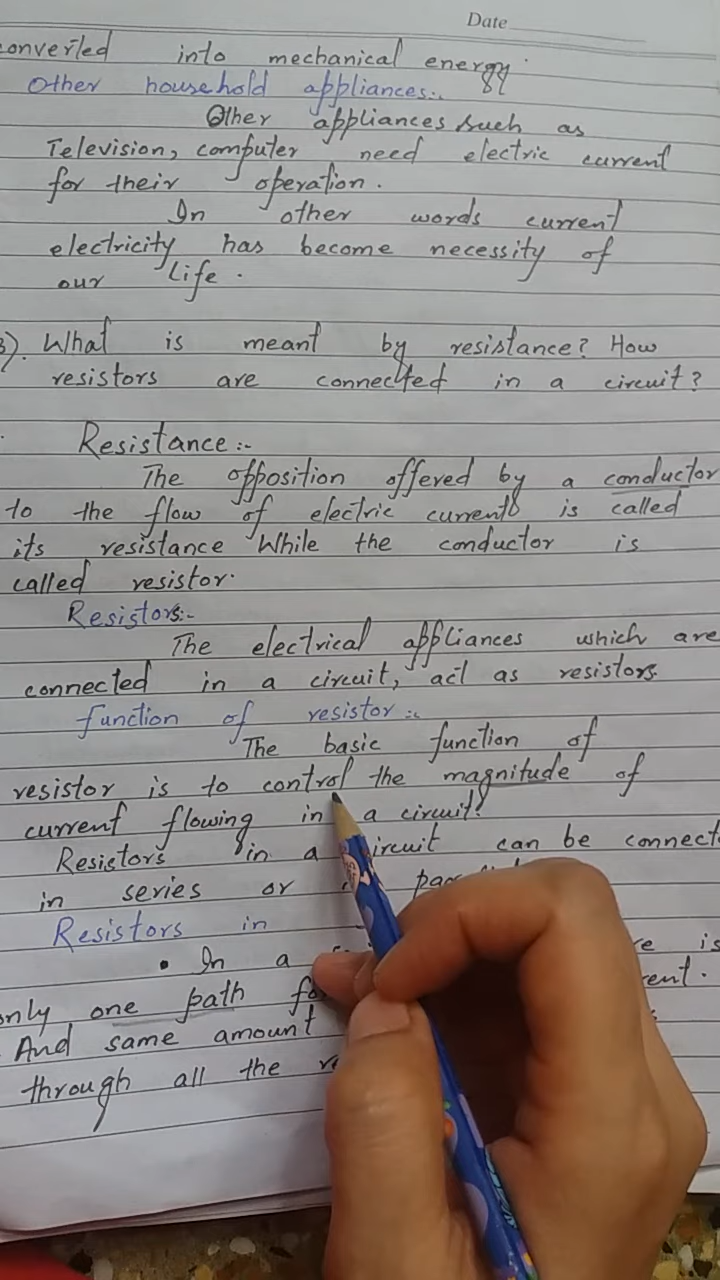 Date
converted into mechanical energy.
Other household appliances:-
Other appliances such as
Television, computer need electric current
for their operation.
In other words current
electricity has become necessity of
our life.
3). What is meant by resistance? How
resistors are connected in a circuit?
Resistance:-
The opposition offered by a conductor
to the flow of electric current is called
its resistance While the conductor is
called resistor.
Resistors:-
The electrical appliances which are
connected in a circuit, act as resistors.
function of resistor:-
The basic function of
resistor is to control the magnitude of
current flowing in a circuit.
Resistors in a circuit can be connect
in series or
Resistors in
• In a is
only one path
And same amount
through all the